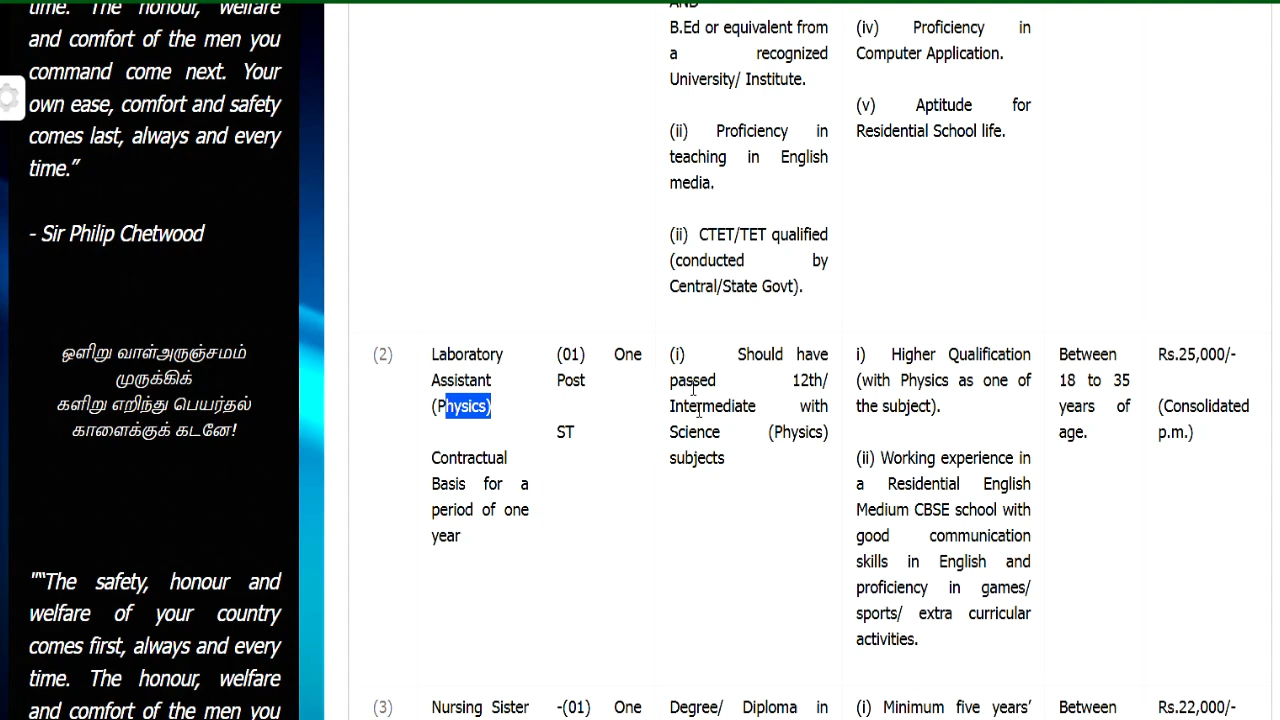 time. The honour, welfare
and comfort of the men you
command come next. Your
own ease, comfort and safety
comes last, always and every
time.”
- Sir Philip Chetwood
ஒளிறு வாள்அருஞ்சமம்
முருக்கிக்
களிறு எறிந்து பெயர்தல்
காளைக்குக் கடனே!
"“The safety, honour and
welfare of your country
comes first, always and every
time. The honour, welfare
and comfort of the men you
AND
B.Ed or equivalent from
a recognized
University/ Institute.
(ii) Proficiency in
teaching in English
media.
(ii) CTET/TET qualified
(conducted by
Central/State Govt).
(iv) Proficiency in
Computer Application.
(v) Aptitude for
Residential School life.
(2)
Laboratory
Assistant
(Physics)
Contractual
Basis for a
period of one
year
(01) One
Post
ST
(i) Should have
passed 12th/
Intermediate with
Science (Physics)
subjects
i) Higher Qualification
(with Physics as one of
the subject).
(ii) Working experience in
a Residential English
Medium CBSE school with
good communication
skills in English and
proficiency in games/
sports/ extra curricular
activities.
Between
18 to 35
years of
age.
Rs.25,000/-
(Consolidated
p.m.)
(3)
Nursing Sister
-(01) One
Degree/ Diploma in
(i) Minimum five years’
Between
Rs.22,000/-